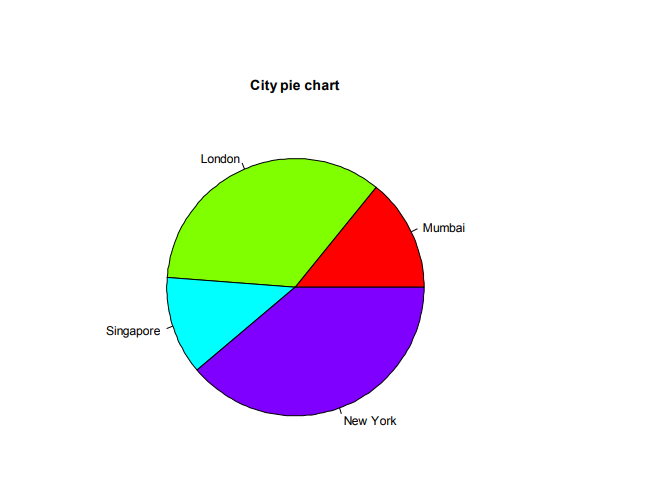 City pie chart
London
Mumbai
Singapore
New York